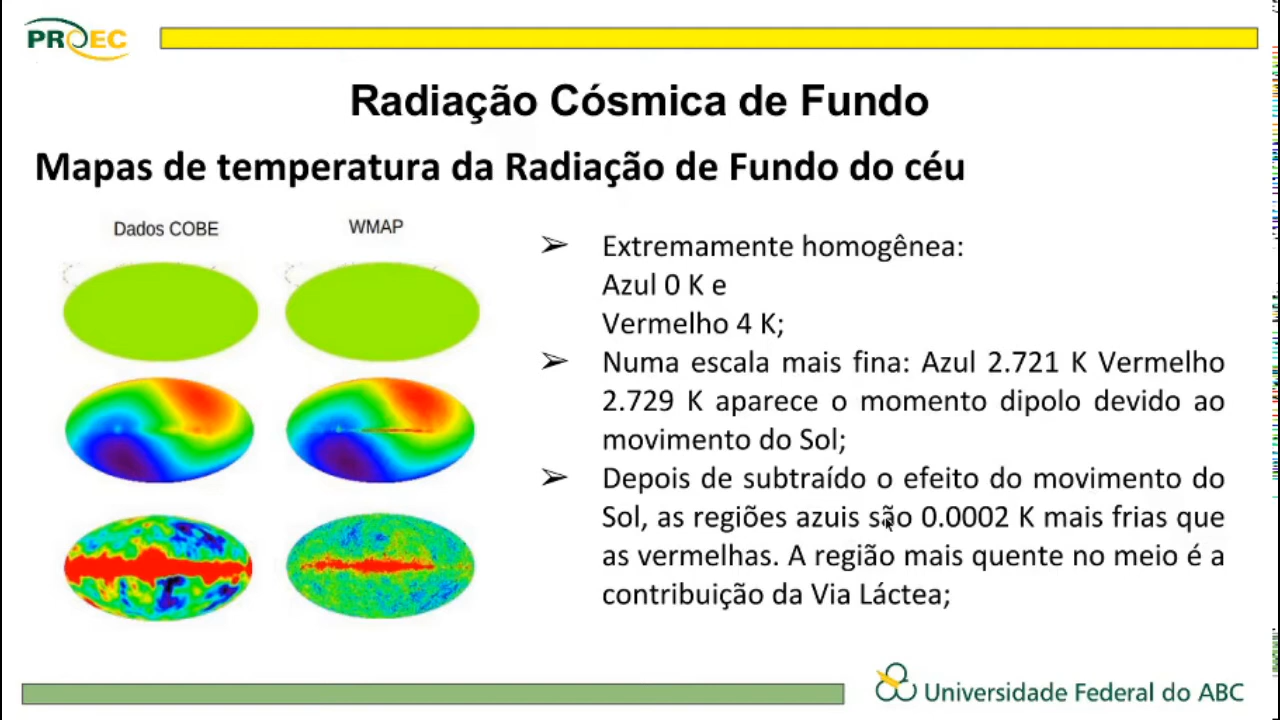 PROEC
Radiação Cósmica de Fundo
Mapas de temperatura da Radiação de Fundo do céu
Dados COBE
WMAP
➢ Extremamente homogênea:
Azul 0 K e
Vermelho 4 K;
➢ Numa escala mais fina: Azul 2.721 K Vermelho
2.729 K aparece o momento dipolo devido ao
movimento do Sol;
➢ Depois de subtraído o efeito do movimento do
Sol, as regiões azuis são 0.0002 K mais frias que
as vermelhas. A região mais quente no meio é a
contribuição da Via Láctea;
Universidade Federal do ABC